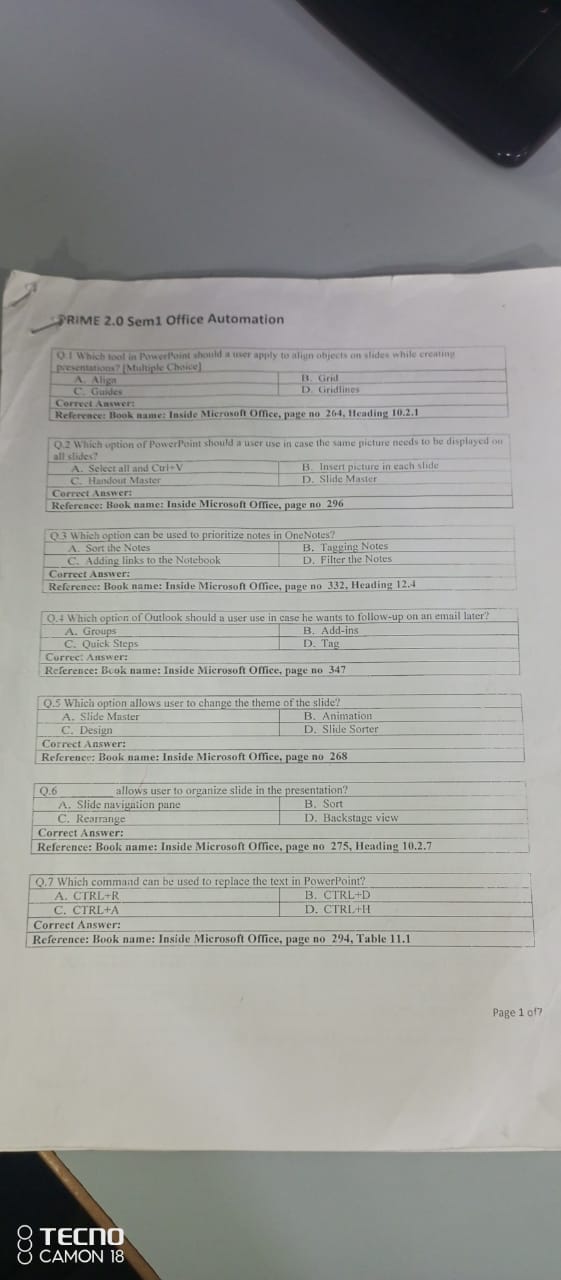 PRIME 2.0 Sem1 Office Automation
Q.1 Which tool in PowerPoint should a user apply to align objects on slides while creating
presentations? [Multiple Choice]
A. Align B. Grid
C. Guides D. Gridlines
Correct Answer:
Reference: Book name: Inside Microsoft Office, page no 264, Heading 10.2.1
Q.2 Which option of PowerPoint should a user use in case the same picture needs to be displayed on
all slides?
A. Select all and Ctrl+V B. Insert picture in each slide
C. Handout Master D. Slide Master
Correct Answer:
Reference: Book name: Inside Microsoft Office, page no 296
Q.3 Which option can be used to prioritize notes in OneNotes?
A. Sort the Notes B. Tagging Notes
C. Adding links to the Notebook D. Filter the Notes
Correct Answer:
Reference: Book name: Inside Microsoft Office, page no 332, Heading 12.4
Q.4 Which option of Outlook should a user use in case he wants to follow-up on an email later?
A. Groups B. Add-ins
C. Quick Steps D. Tag
Correct Answer:
Reference: Book name: Inside Microsoft Office, page no 347
Q.5 Which option allows user to change the theme of the slide?
A. Slide Master B. Animation
C. Design D. Slide Sorter
Correct Answer:
Reference: Book name: Inside Microsoft Office, page no 268
Q.6 ________ allows user to organize slide in the presentation?
A. Slide navigation pane B. Sort
C. Rearrange D. Backstage view
Correct Answer:
Reference: Book name: Inside Microsoft Office, page no 275, Heading 10.2.7
Q.7 Which command can be used to replace the text in PowerPoint?
A. CTRL+R B. CTRL+D
C. CTRL+A D. CTRL+H
Correct Answer:
Reference: Book name: Inside Microsoft Office, page no 294, Table 11.1
Page 1 of7
TECNO
CAMON 18